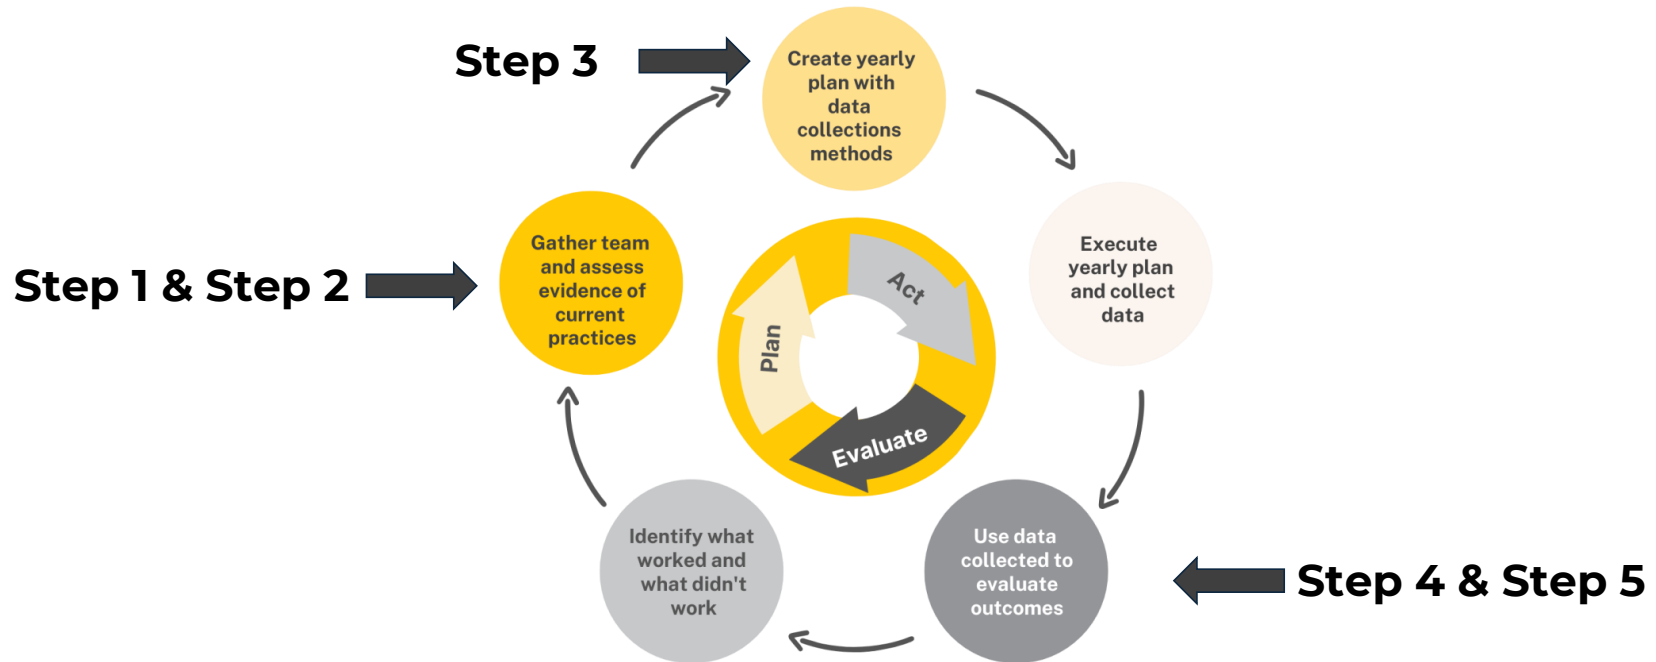 Step 3
Create yearly
plan with
data
collections
methods
Step 1 & Step 2
Gather team
and assess
evidence of
current
practices
Plan
Act
Evaluate
Execute
yearly plan
and collect
data
Identify what
worked and
what didn't
work
Use data
collected to
evaluate
outcomes
Step 4 & Step 5